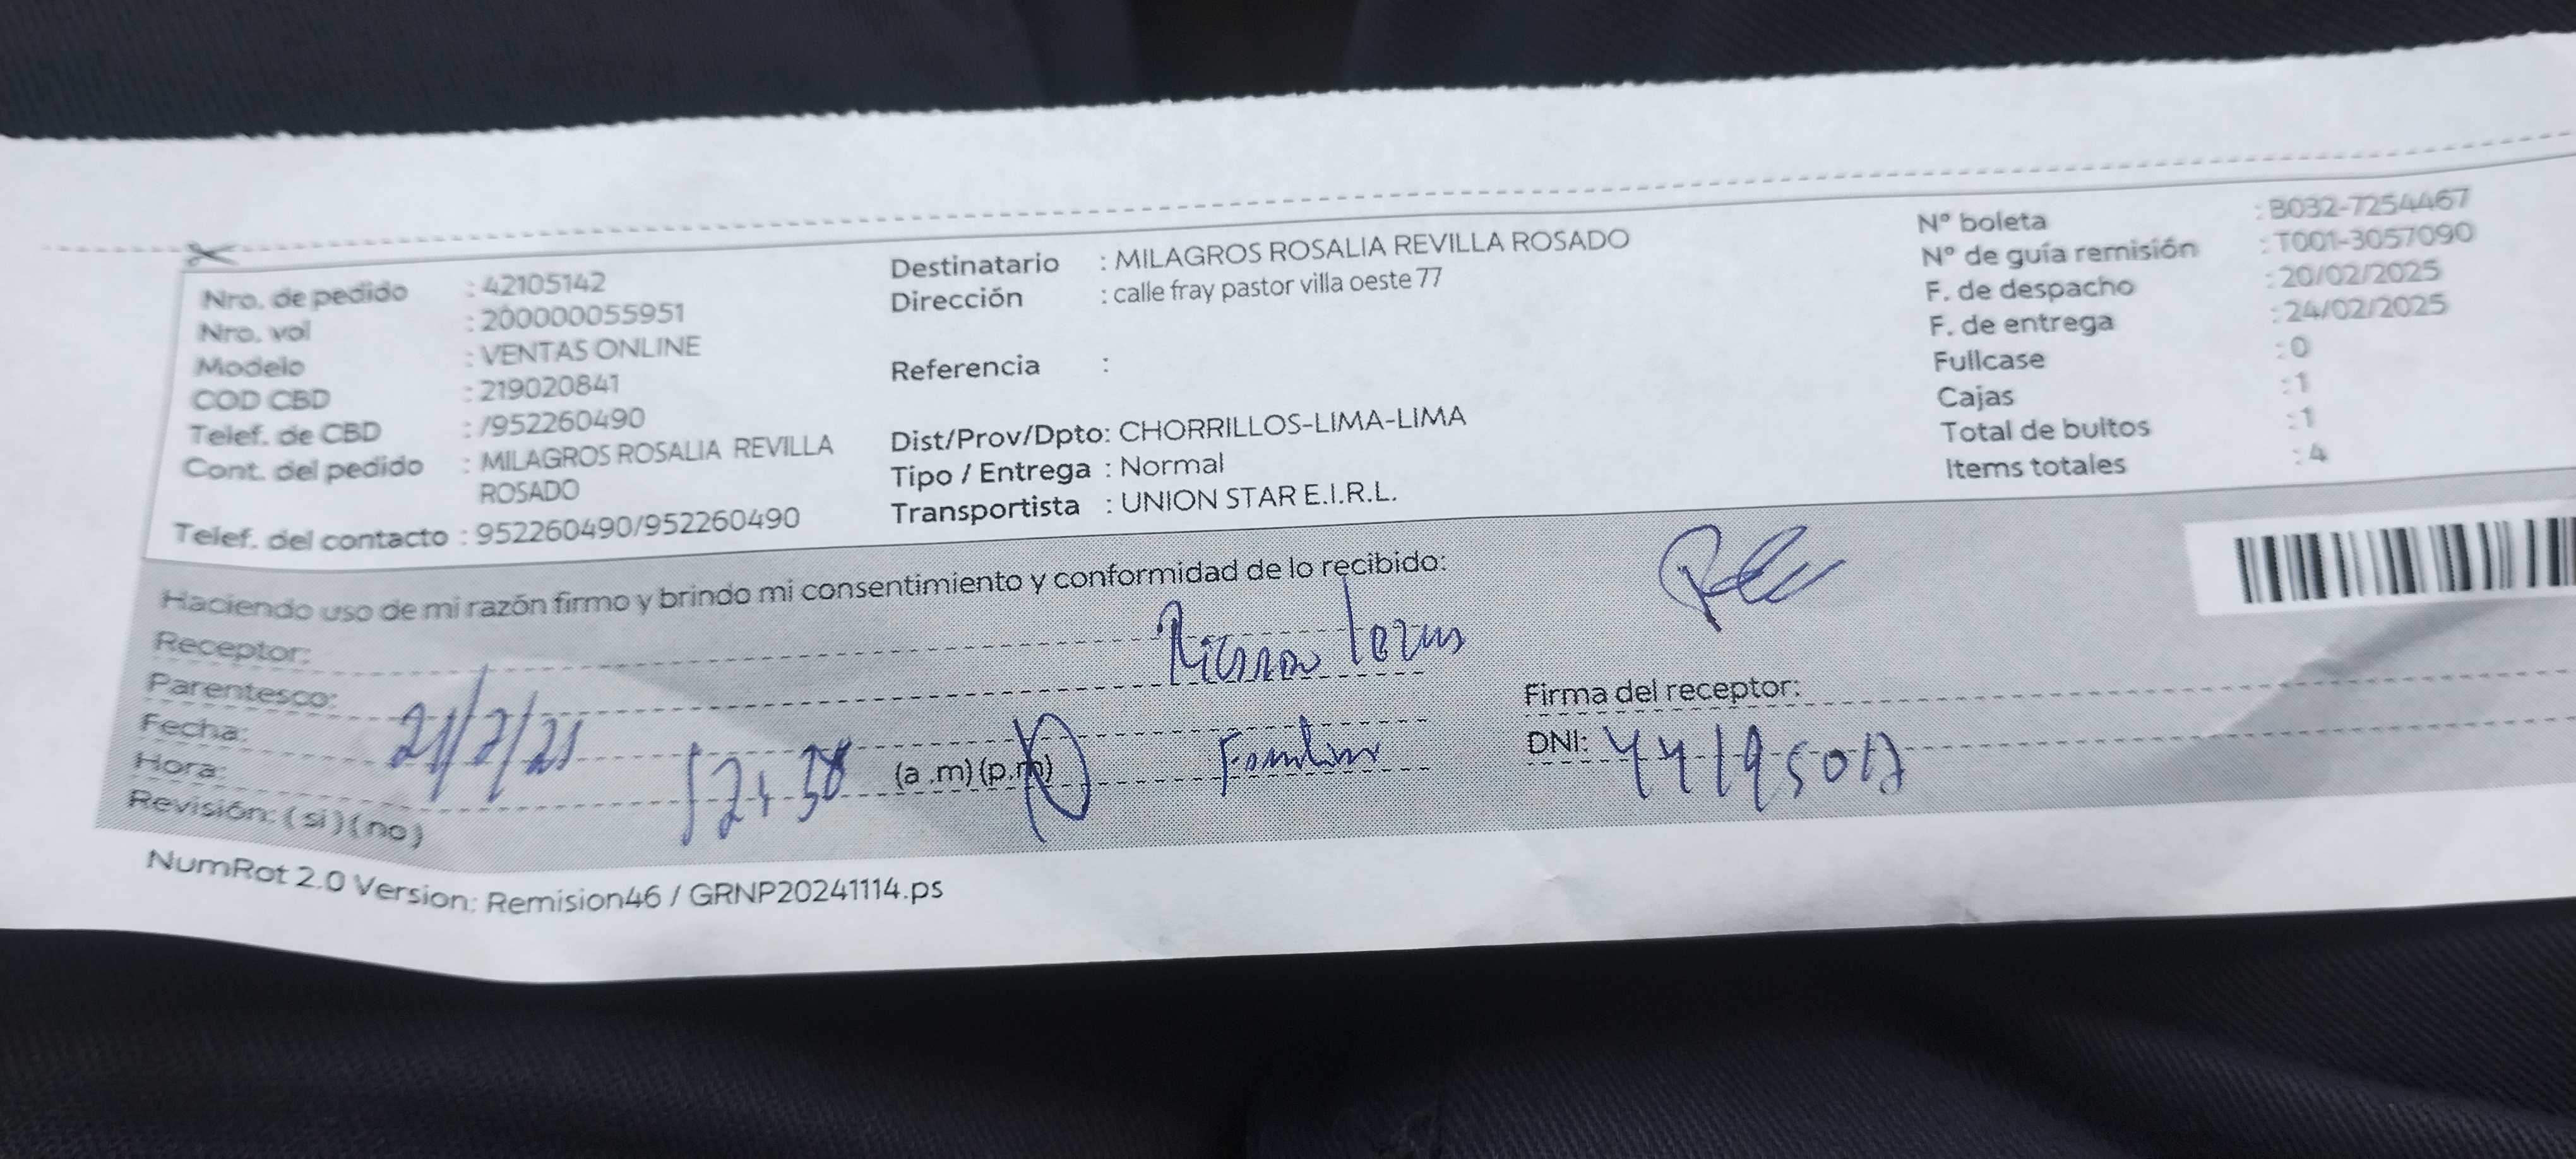 Nro. de pedido : 42105142
Nro. vol : 200000055951
Modelo : VENTAS ONLINE
COD CBD : 219020841
Telef. de CBD : /952260490
Cont. del pedido : MILAGROS ROSALIA REVILLA
ROSADO
Telef. del contacto : 952260490/952260490
Destinatario : MILAGROS ROSALIA REVILLA ROSADO
Dirección : calle fray pastor villa oeste 77
Referencia :
Dist/Prov/Dpto: CHORRILLOS-LIMA-LIMA
Tipo / Entrega : Normal
Transportista : UNION STAR E.I.R.L.
Nº boleta : B032-7254467
Nº de guía remisión : T001-3057090
F. de despacho : 20/02/2025
F. de entrega : 24/02/2025
Fullcase : 0
Cajas : 1
Total de bultos : 1
Items totales : 4
Haciendo uso de mi razón firmo y brindo mi consentimiento y conformidad de lo recibido:
Receptor:
Parentesco:
Fecha:
Hora: (a .m) (p.m)
Revisión: ( si ) ( no )
Firma del receptor:
DNI:
NumRot 2.0 Version: Remision46 / GRNP20241114.ps